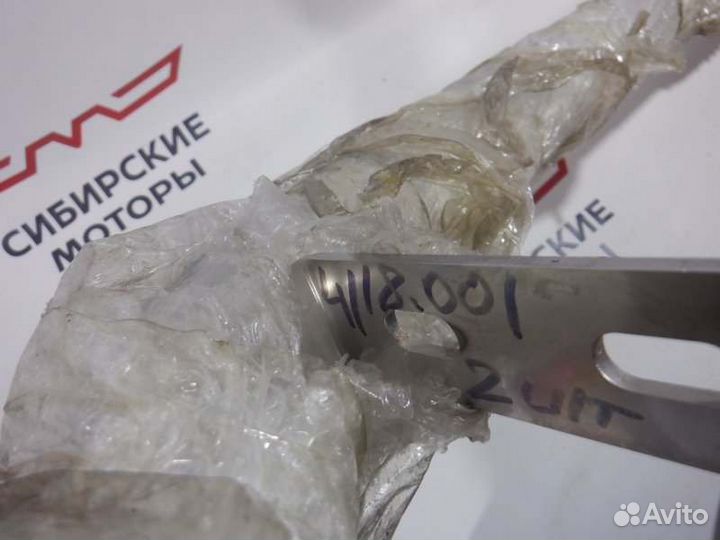 СИБИРСКИЕ
МОТОРЫ
4118.001
2 шт
Avito